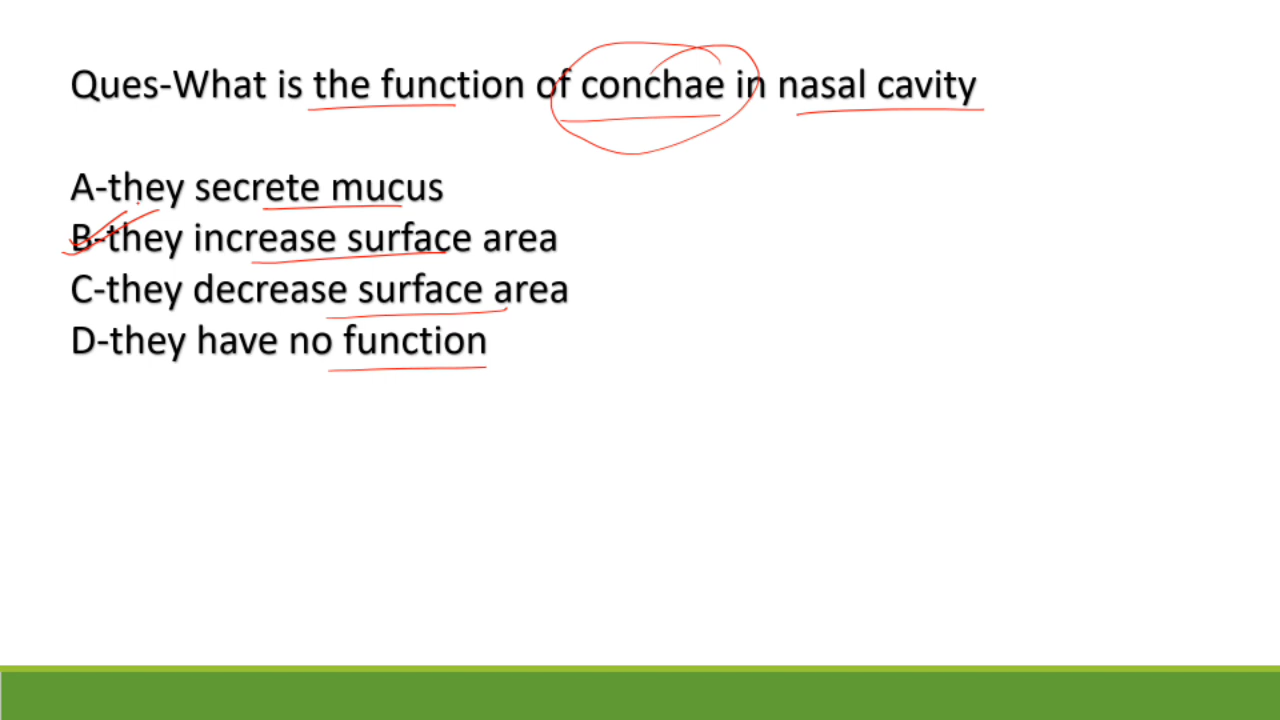 Ques-What is the function of conchae in nasal cavity
A-they secrete mucus
B-they increase surface area
C-they decrease surface area
D-they have no function